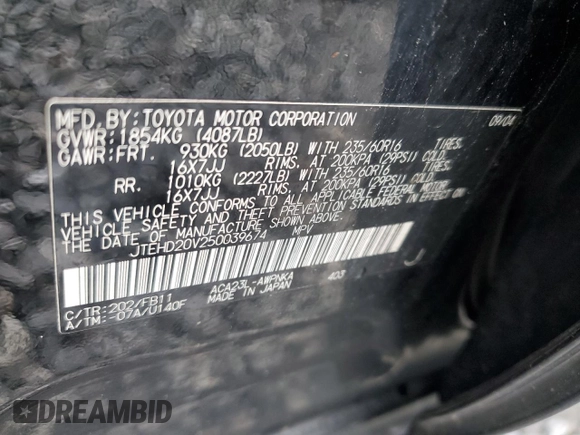 MFD. BY: TOYOTA MOTOR CORPORATION 09/04
GVWR: 1854KG (4087LB)
GAWR: FRT. 930KG (2050LB) WITH 235/60R16 TIRES,
16X7JJ RIMS, AT 200KPA (29PSI) COLD
RR. 1010KG (2227LB) WITH 235/60R16 TIRES,
16X7JJ RIMS, AT 200KPA (29PSI) COLD
THIS VEHICLE CONFORMS TO ALL APPLICABLE FEDERAL MOTOR
VEHICLE SAFETY STANDARDS IN EFFECT ON
THE DATE OF MANUFACTURE SHOWN ABOVE.
JTEHD20V250039674 MPV
J
ACA23L-AWPNKA 403
C/TR: 202/FB11 MADE IN JAPAN
A/TM: -07A/U140F
DREAMBID